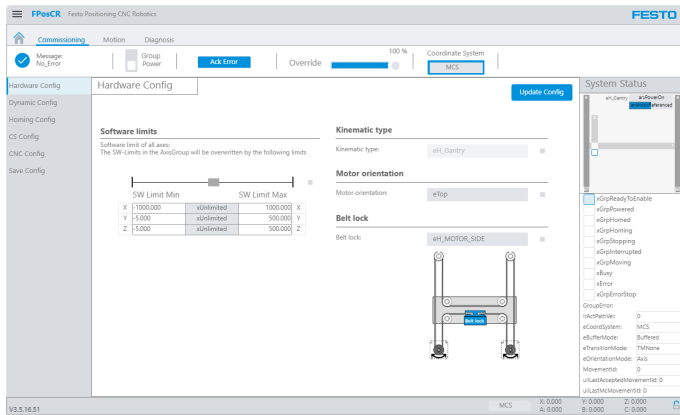 FPosCR Festo Positioning CNC Robotics
FESTO
Commissioning Motion Diagnosis
Message:
No_Error
Group
Power
Ack Error
Override
100 %
Coordinate System
MCS
Hardware Config
Dynamic Config
Homing Config
CS Config
CNC Config
Save Config
Hardware Config
Update Config
Software limits
Software limit of all axes:
The SW-Limits in the AxisGroup will be overwritten by the following limits
SW Limit Min SW Limit Max
X -1000.000 xUnlimited 1000.000 X
Y -5.000 xUnlimited 500.000 Y
Z -5.000 xUnlimited 500.000 Z
Kinematic type
Kinematic type: eH_Gantry
Motor orientation
Motor orientation: eTop
Belt lock
Belt lock: eH_MOTOR_SIDE
Belt lock
System Status
eH_Gantry arxPowerOn
xGrpReadyToEnable
xGrpPowered
xGrpHomed
xGrpHoming
xGrpStopping
xGrpInterrupted
xGrpMoving
xBusy
xError
xGrpErrorStop
GroupError:
lrActPathVel: 0
eCoordSystem: MCS
eBufferMode: Buffered
eTransitionMode: TMNone
eOrientationMode: Axis
MovementId: 0
uiLastAcceptedMovementId: 0
uiLastMcMovementId: 0
V3.5.16.51
MCS
X: 0.000 Y: 0.000 Z: 0.000
A: 0.000 B: 0.000 C: 0.000